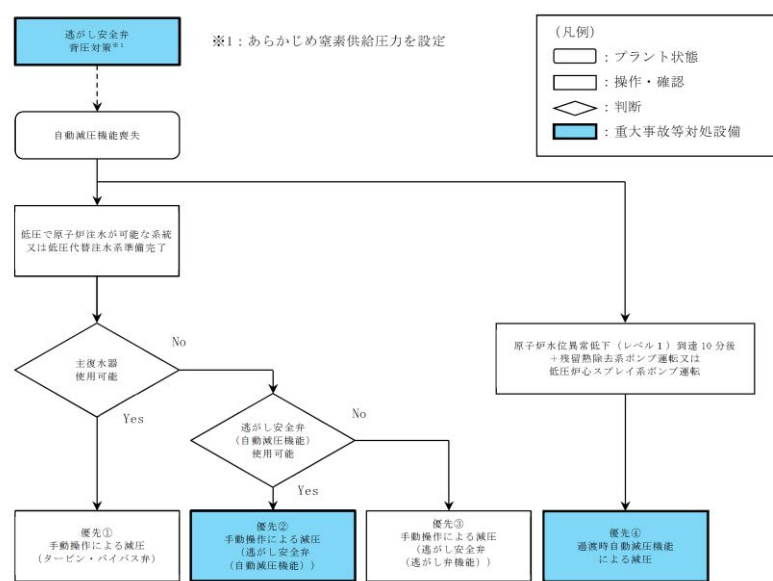 逃がし安全弁
背圧対策※1
※1：あらかじめ窒素供給圧力を設定
（凡例）
：プラント状態
：操作・確認
：判断
：重大事故等対処設備
自動減圧機能喪失
低圧で原子炉注水が可能な系統
又は低圧代替注水系準備完了
主復水器
使用可能
No
Yes
逃がし安全弁
（自動減圧機能）
使用可能
No
Yes
原子炉水位異常低下（レベル１）到達10分後
＋残留熱除去系ポンプ運転又は
低圧炉心スプレイ系ポンプ運転
優先①
手動操作による減圧
（タービン・バイパス弁）
優先②
手動操作による減圧
（逃がし安全弁
（自動減圧機能））
優先③
手動操作による減圧
（逃がし安全弁
（逃がし弁機能））
優先④
過渡時自動減圧機能
による減圧